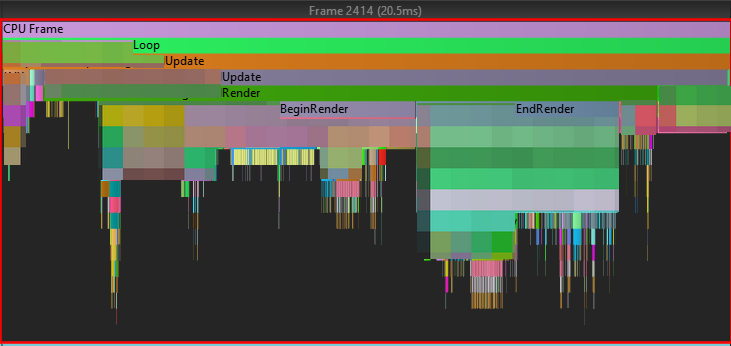 Frame 2414 (20.5ms)
CPU Frame
Loop
Update
Update
Render
BeginRender
EndRender